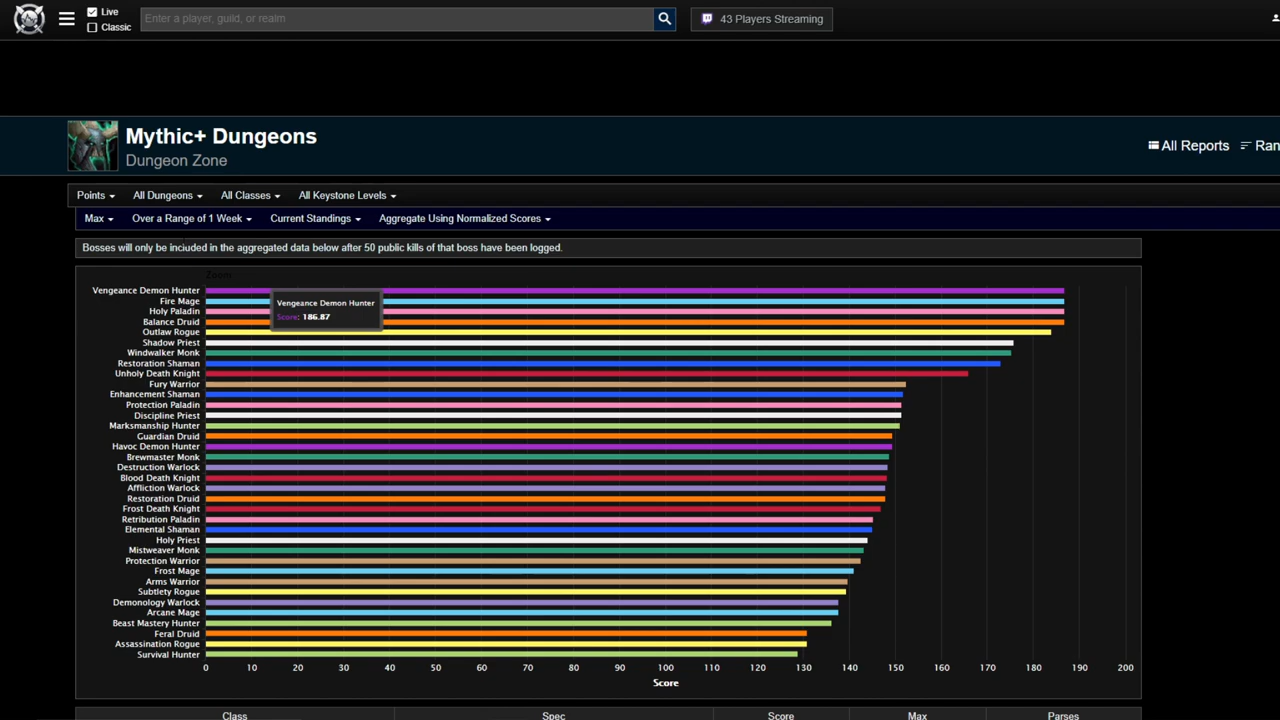 Live
Classic
Enter a player, guild, or realm
43 Players Streaming
Mythic+ Dungeons
Dungeon Zone
All Reports
Ran
Points
All Dungeons
All Classes
All Keystone Levels
Max
Over a Range of 1 Week
Current Standings
Aggregate Using Normalized Scores
Bosses will only be included in the aggregated data below after 50 public kills of that boss have been logged.
Zoom
Vengeance Demon Hunter
Fire Mage
Holy Paladin
Balance Druid
Outlaw Rogue
Shadow Priest
Windwalker Monk
Restoration Shaman
Unholy Death Knight
Fury Warrior
Enhancement Shaman
Protection Paladin
Discipline Priest
Marksmanship Hunter
Guardian Druid
Havoc Demon Hunter
Brewmaster Monk
Destruction Warlock
Blood Death Knight
Affliction Warlock
Restoration Druid
Frost Death Knight
Retribution Paladin
Elemental Shaman
Holy Priest
Mistweaver Monk
Protection Warrior
Frost Mage
Arms Warrior
Subtlety Rogue
Demonology Warlock
Arcane Mage
Beast Mastery Hunter
Feral Druid
Assassination Rogue
Survival Hunter
Vengeance Demon Hunter
Score: 186.87
0 10 20 30 40 50 60 70 80 90 100 110 120 130 140 150 160 170 180 190 200
Score
Class Spec Score Max Parses